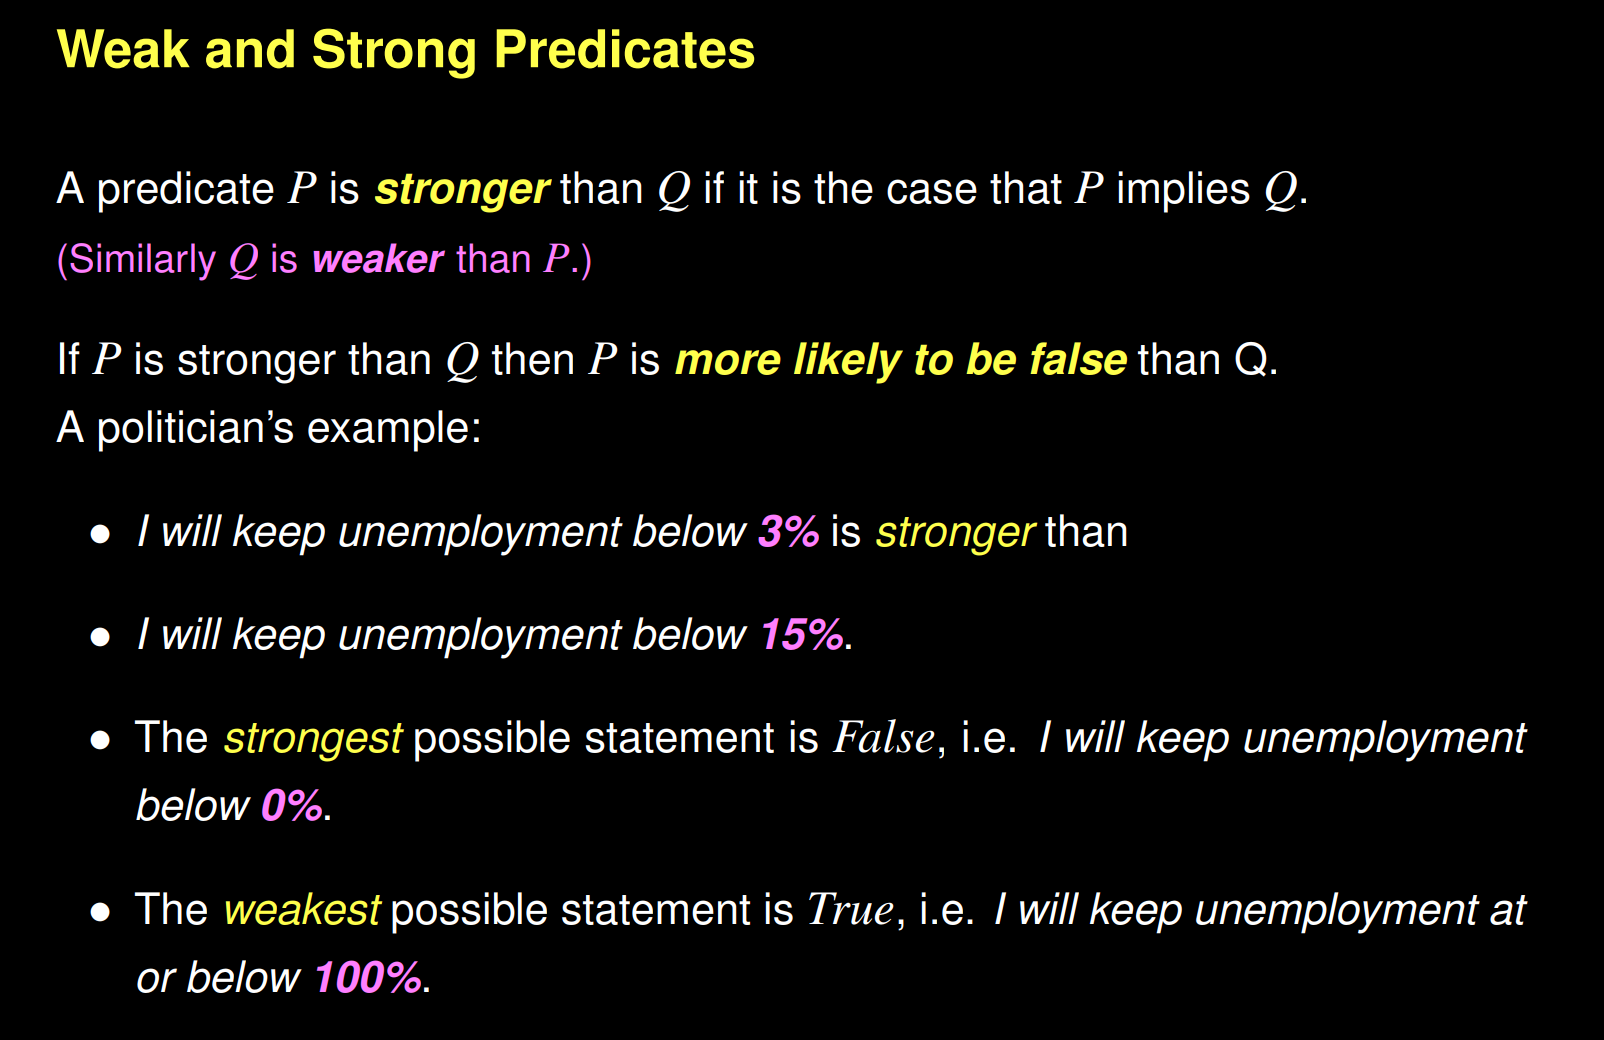 Weak and Strong Predicates
A predicate P is stronger than Q if it is the case that P implies Q.
(Similarly Q is weaker than P.)
If P is stronger than Q then P is more likely to be false than Q.
A politician’s example:
● I will keep unemployment below 3% is stronger than
● I will keep unemployment below 15%.
● The strongest possible statement is False, i.e. I will keep unemployment
below 0%.
● The weakest possible statement is True, i.e. I will keep unemployment at
or below 100%.